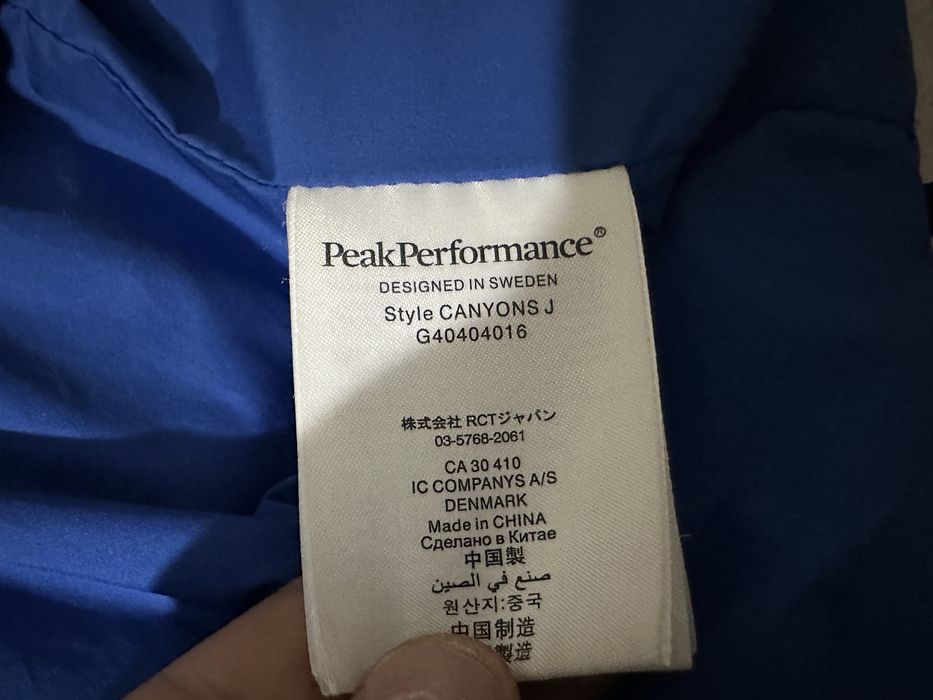 PeakPerformance®
DESIGNED IN SWEDEN
Style CANYONS J
G40404016
株式会社 RCTジャパン
03-5768-2061
CA 30 410
IC COMPANYS A/S
DENMARK
Made in CHINA
Сделано в Китае
中国製
صنع في الصين
원산지:중국
中国制造
製造